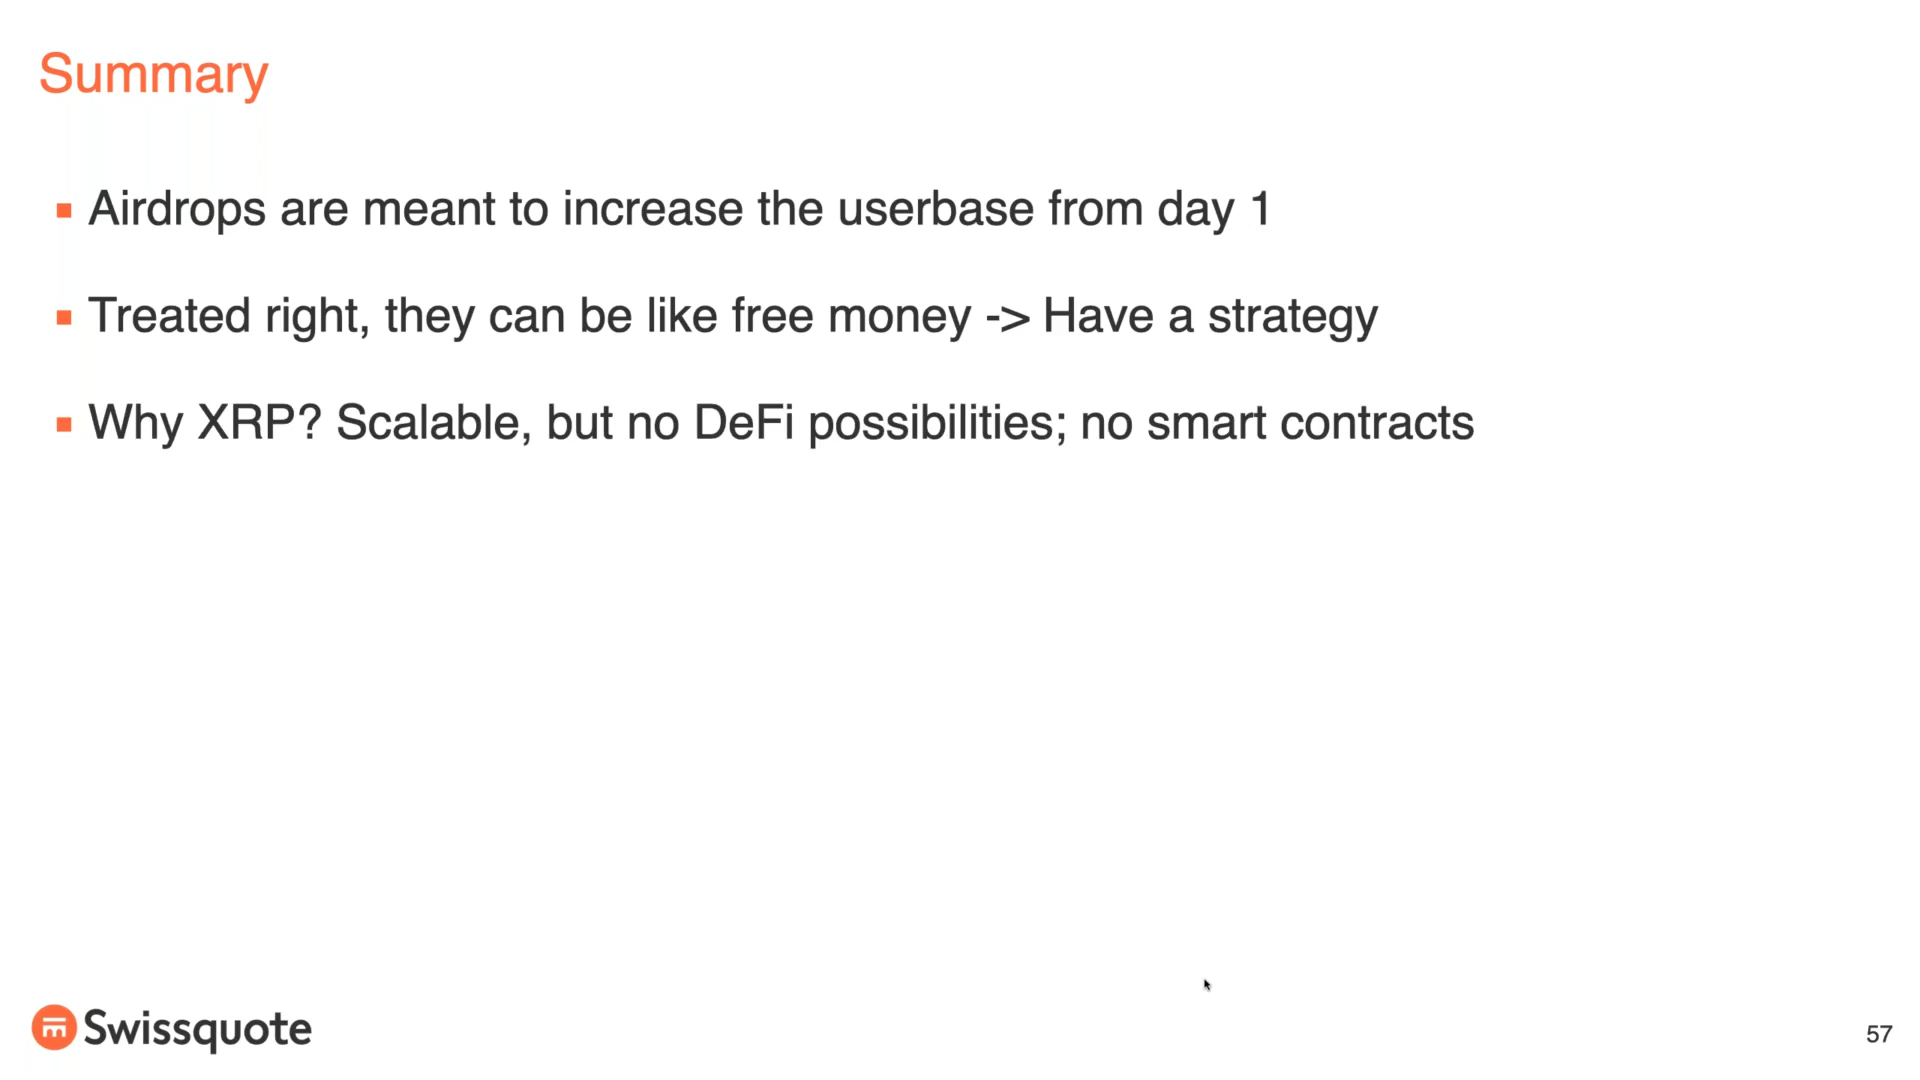 Summary
Airdrops are meant to increase the userbase from day 1
Treated right, they can be like free money -> Have a strategy
Why XRP? Scalable, but no DeFi possibilities; no smart contracts
Swissquote
57